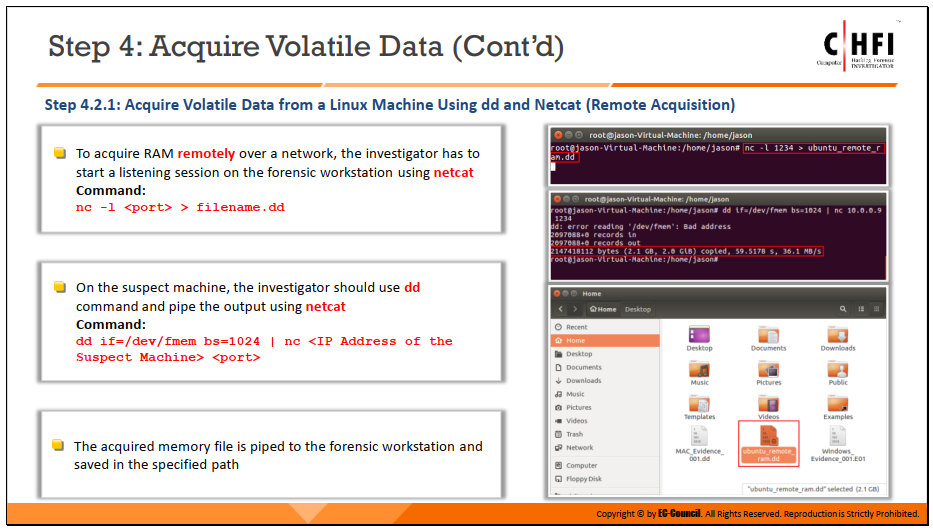 Step 4: Acquire Volatile Data (Cont'd)
C HFI
Computer Hacking Forensic
INVESTIGATOR
Step 4.2.1: Acquire Volatile Data from a Linux Machine Using dd and Netcat (Remote Acquisition)
To acquire RAM remotely over a network, the investigator has to
start a listening session on the forensic workstation using netcat
Command:
nc -l <port> > filename.dd
On the suspect machine, the investigator should use dd
command and pipe the output using netcat
Command:
dd if=/dev/fmem bs=1024 | nc <IP Address of the
Suspect Machine> <port>
The acquired memory file is piped to the forensic workstation and
saved in the specified path
root@jason-Virtual-Machine: /home/jason
root@jason-Virtual-Machine:/home/jason# nc -l 1234 > ubuntu_remote_r
am.dd
root@jason-Virtual-Machine: /home/jason
root@jason-Virtual-Machine:/home/jason# dd if=/dev/fmem bs=1024 | nc 10.0.0.9
1234
dd: error reading '/dev/fmem': Bad address
2097088+0 records in
2097088+0 records out
2147418112 bytes (2.1 GB, 2.0 GiB) copied, 59.5178 s, 36.1 MB/s
root@jason-Virtual-Machine:/home/jason#
Home
Home Desktop
Recent
Home
Desktop
Documents
Downloads
Music
Pictures
Videos
Trash
Network
Computer
Floppy Disk
Desktop Documents Downloads
Music Pictures Public
Templates Videos Examples
MAC_Evidence_
001.dd
ubuntu_remote_
ram.dd
Windows_
Evidence_001.E01
"ubuntu_remote_ram.dd" selected (2.1 GB)
Copyright © by EC-Council. All Rights Reserved. Reproduction is Strictly Prohibited.